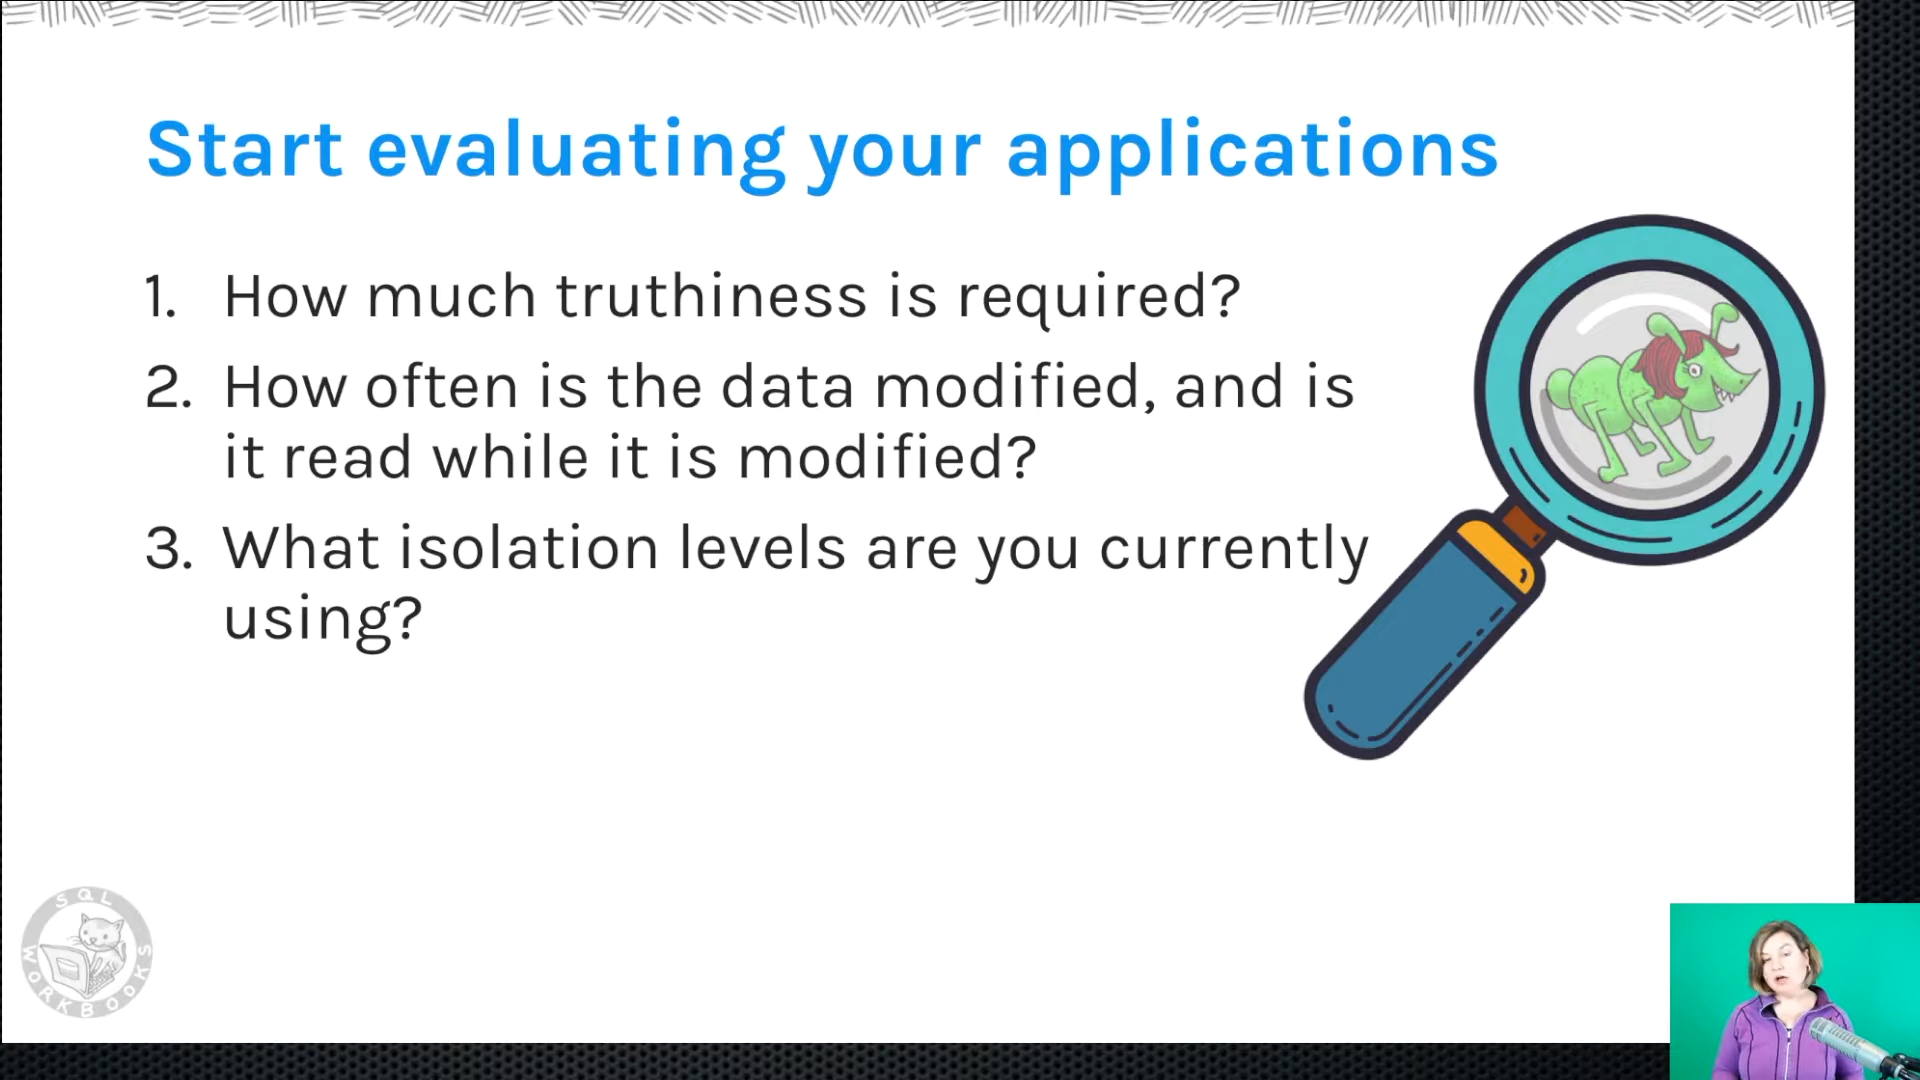 Start evaluating your applications
1. How much truthiness is required?
2. How often is the data modified, and is
it read while it is modified?
3. What isolation levels are you currently
using?
SQL
WORKBOOKS